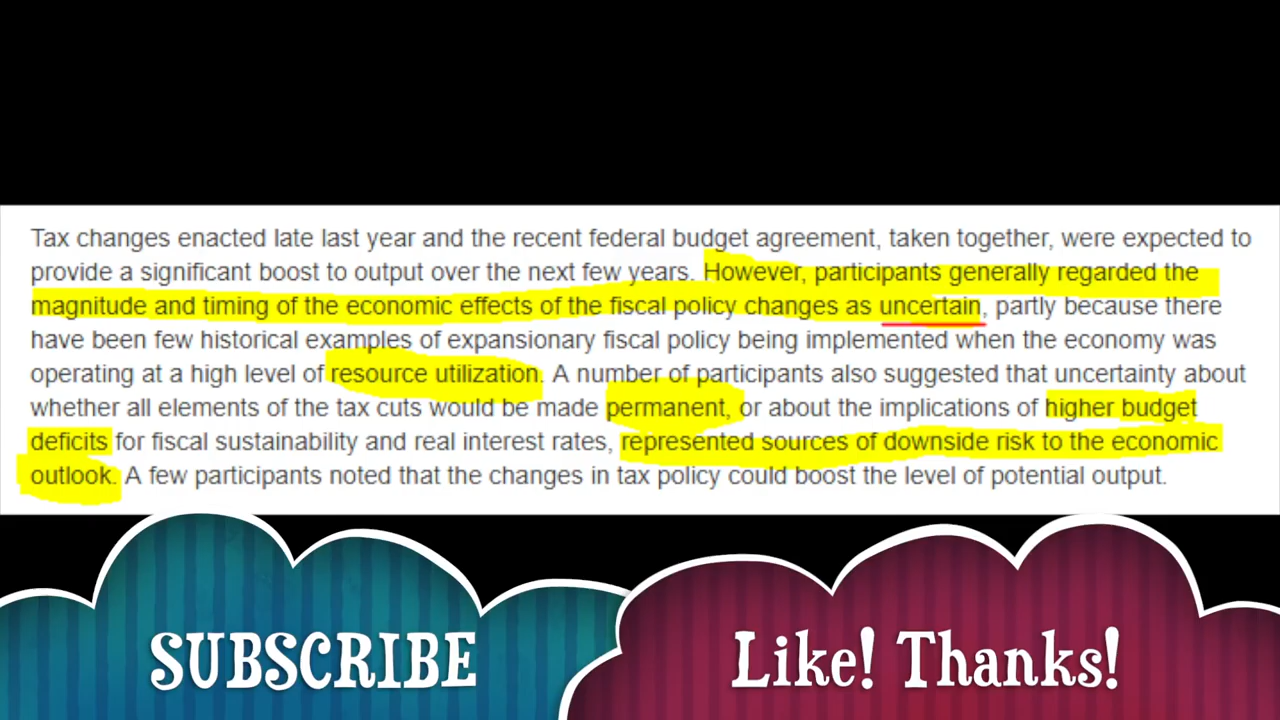 Tax changes enacted late last year and the recent federal budget agreement, taken together, were expected to
provide a significant boost to output over the next few years. However, participants generally regarded the
magnitude and timing of the economic effects of the fiscal policy changes as uncertain, partly because there
have been few historical examples of expansionary fiscal policy being implemented when the economy was
operating at a high level of resource utilization. A number of participants also suggested that uncertainty about
whether all elements of the tax cuts would be made permanent, or about the implications of higher budget
deficits for fiscal sustainability and real interest rates, represented sources of downside risk to the economic
outlook. A few participants noted that the changes in tax policy could boost the level of potential output.
SUBSCRIBE
Like! Thanks!